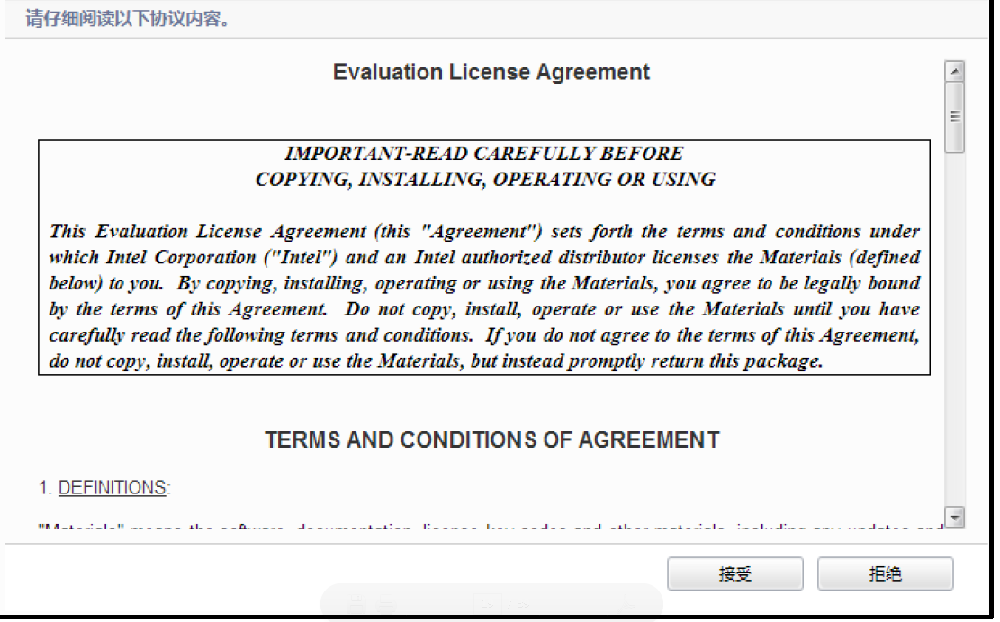 请仔细阅读以下协议内容。
Evaluation License Agreement
IMPORTANT-READ CAREFULLY BEFORE
COPYING, INSTALLING, OPERATING OR USING
This Evaluation License Agreement (this "Agreement") sets forth the terms and conditions under
which Intel Corporation ("Intel") and an Intel authorized distributor licenses the Materials (defined
below) to you. By copying, installing, operating or using the Materials, you agree to be legally bound
by the terms of this Agreement. Do not copy, install, operate or use the Materials until you have
carefully read the following terms and conditions. If you do not agree to the terms of this Agreement,
do not copy, install, operate or use the Materials, but instead promptly return this package.
TERMS AND CONDITIONS OF AGREEMENT
1. DEFINITIONS:
"Materials" means the software, documentation, license key codes and other materials, including any updates and
接受
拒绝